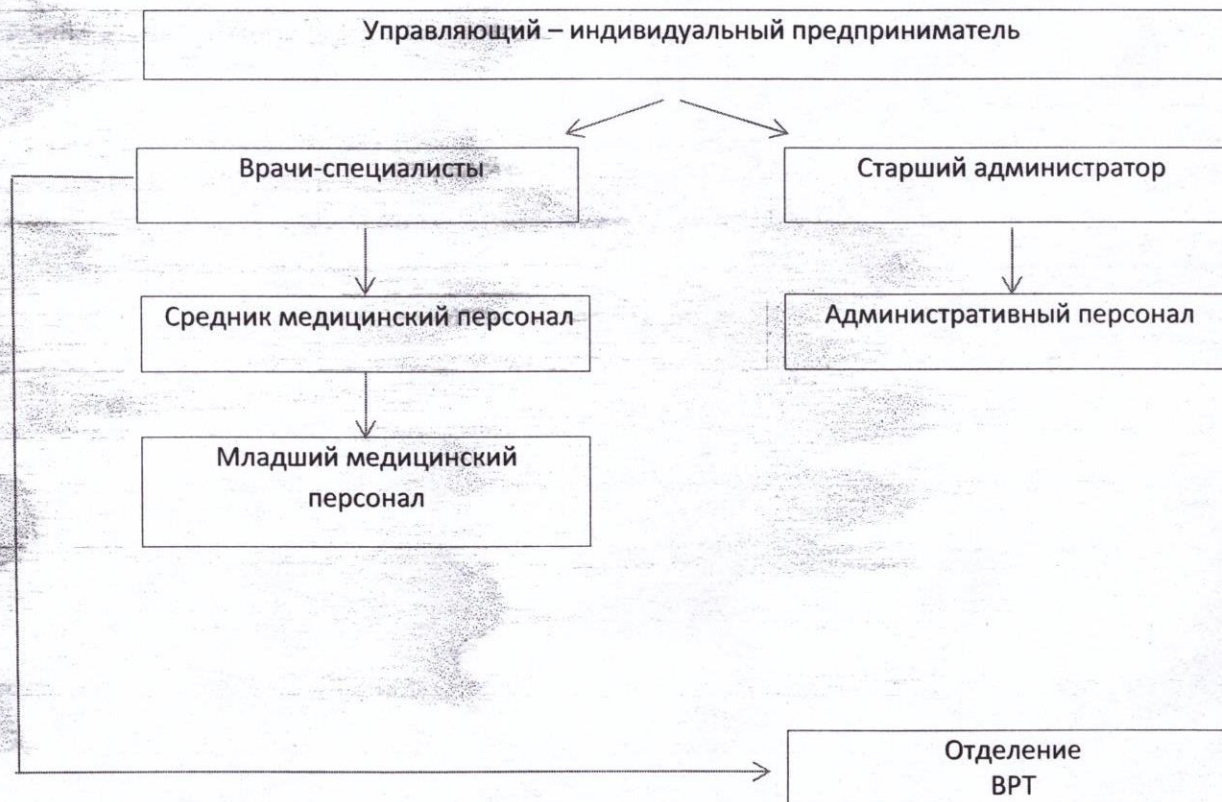 Управляющий – индивидуальный предприниматель
Врачи-специалисты
Старший администратор
Средник медицинский персонал
Административный персонал
Младший медицинский
персонал
Отделение
ВРТ